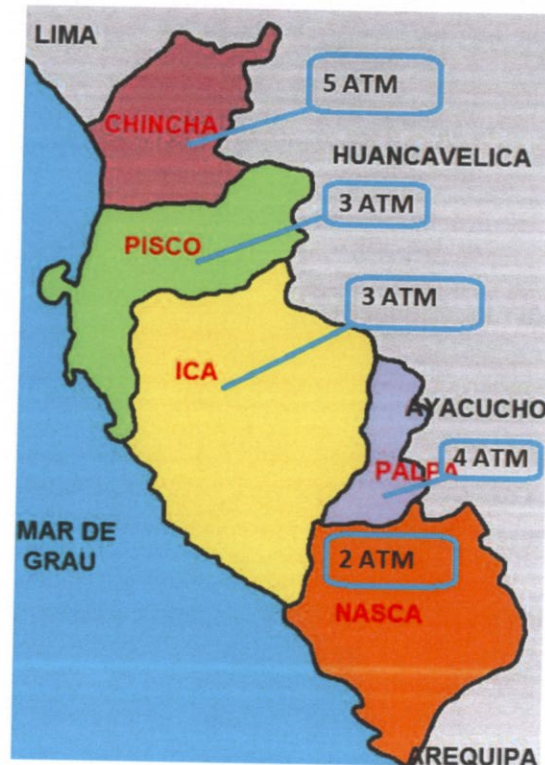 LIMA
5 ATM
CHINCHA
HUANCAVELICA
3 ATM
PISCO
3 ATM
ICA
AYACUCHO
PALPA
4 ATM
MAR DE
GRAU
2 ATM
NASCA
AREQUIPA